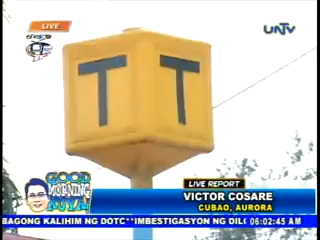 LIVE
UNTV
T T
LIVE REPORT
GOOD
MORNING
KUYA
VICTOR COSARE
CUBAO, AURORA
BAGONG KALIHIM NG DOTC**IMBESTIGASYON NG DILG
06:02:45 AM